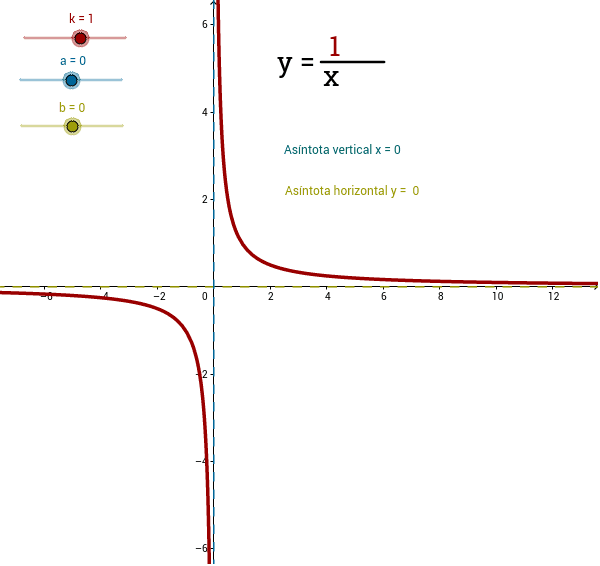 k = 1
a = 0
b = 0
y = 1
x
Asíntota vertical x = 0
Asíntota horizontal y = 0
6
4
2
−6 −4 −2 0 2 4 6 8 10 12
−2
−4
−6